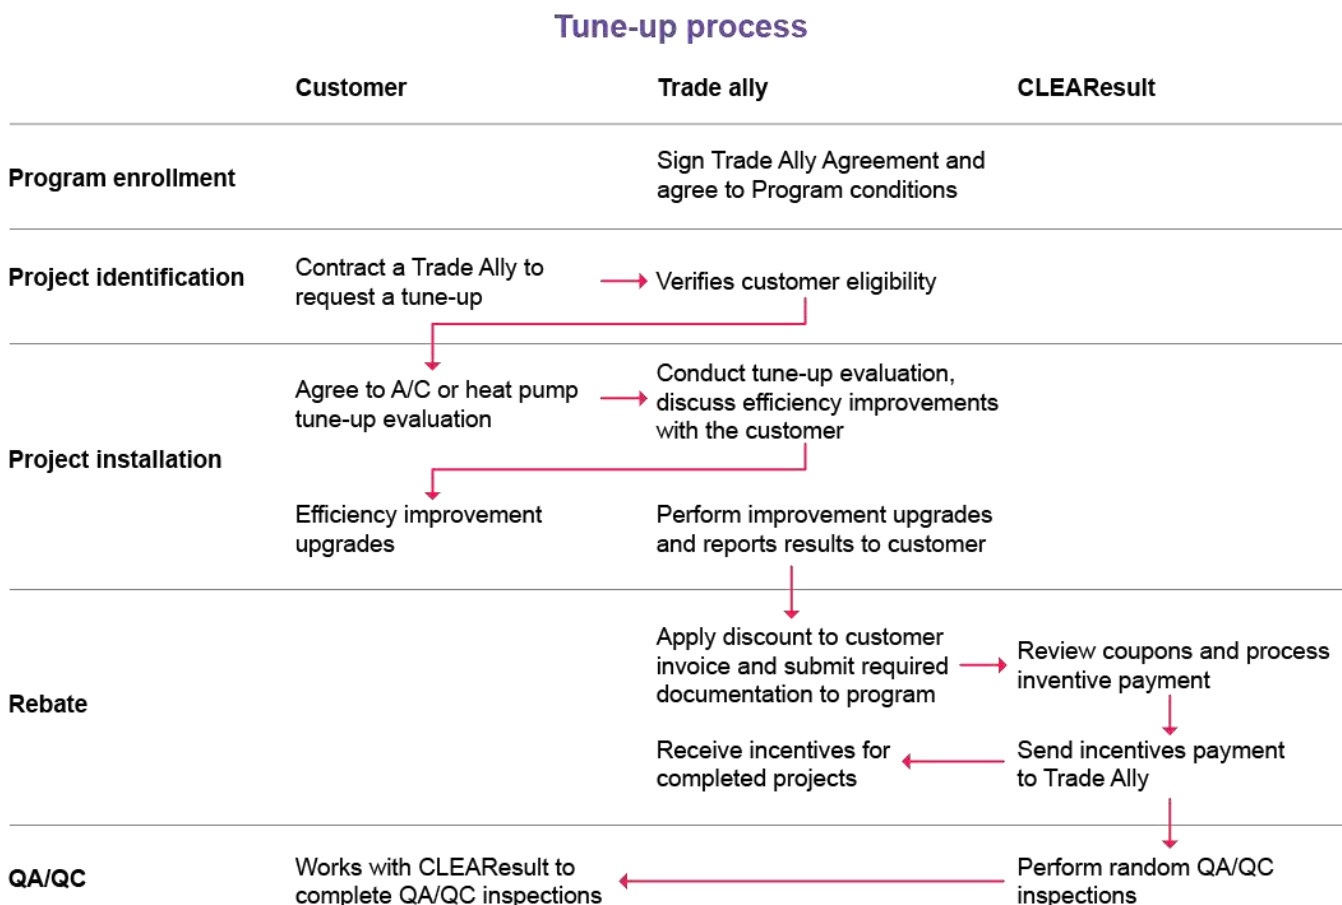 Tune-up process
Customer
Trade ally
CLEAResult
Program enrollment
Sign Trade Ally Agreement and
agree to Program conditions
Project identification
Contract a Trade Ally to
request a tune-up
Verifies customer eligibility
Project installation
Agree to A/C or heat pump
tune-up evaluation
Conduct tune-up evaluation,
discuss efficiency improvements
with the customer
Efficiency improvement
upgrades
Perform improvement upgrades
and reports results to customer
Rebate
Apply discount to customer
invoice and submit required
documentation to program
Review coupons and process
inventive payment
Receive incentives for
completed projects
Send incentives payment
to Trade Ally
QA/QC
Works with CLEAResult to
complete QA/QC inspections
Perform random QA/QC
inspections